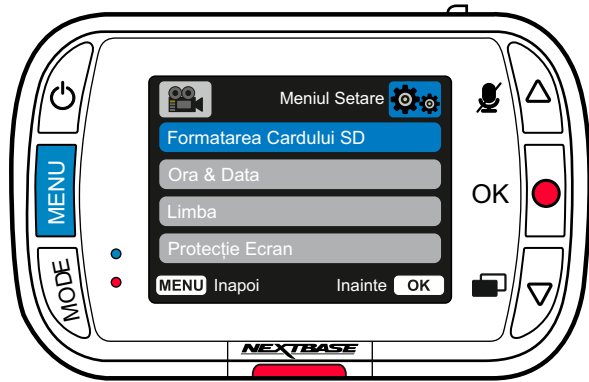 Meniul Setare
Formatarea Cardului SD
Ora & Data
Limba
Protecție Ecran
MENU Inapoi Inainte OK
MENU
MODE
OK
NEXTBASE